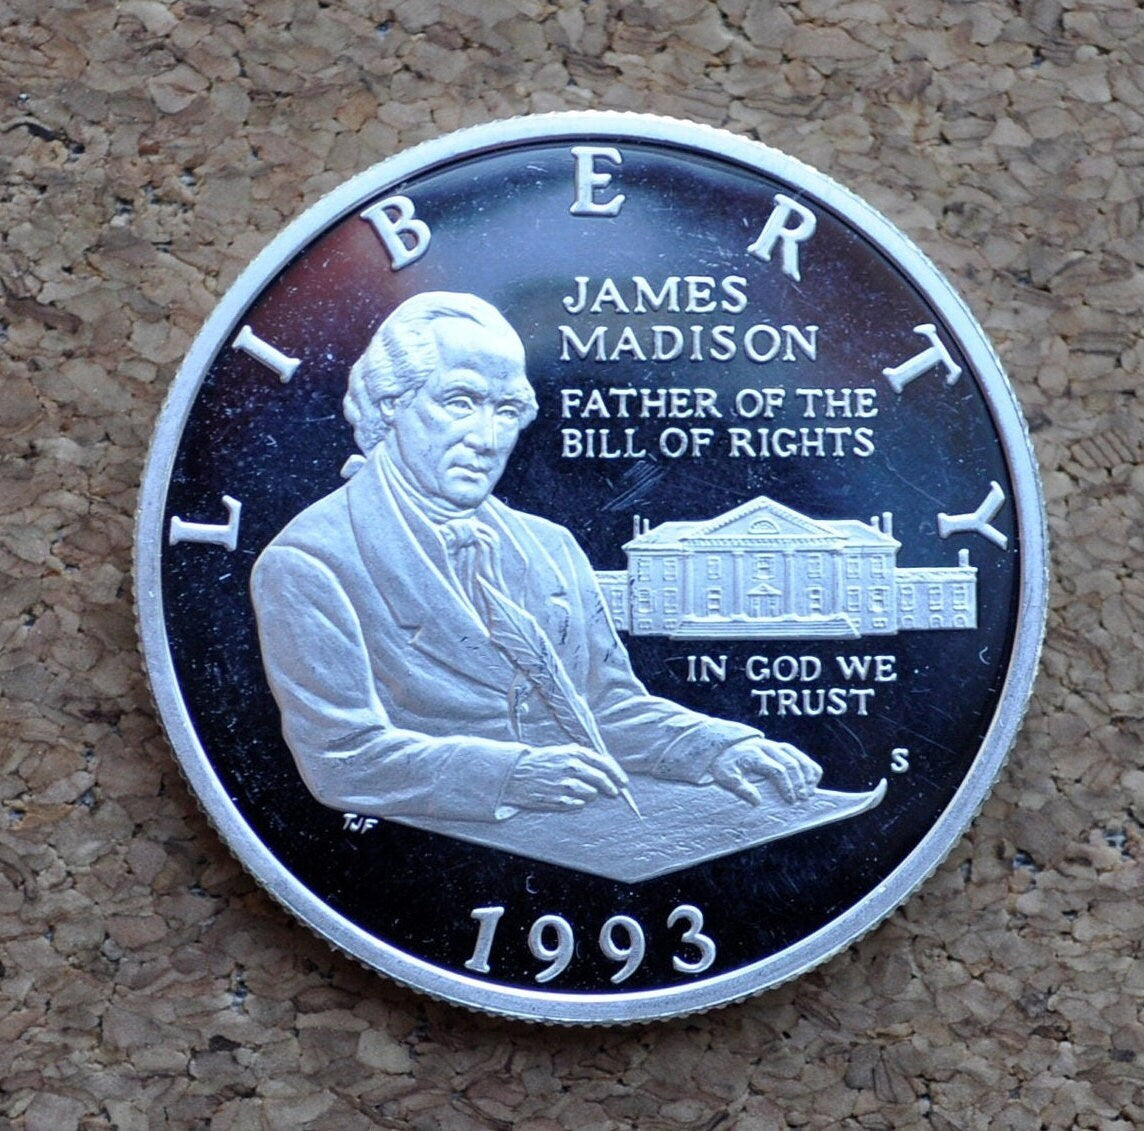 LIBERTY
JAMES
MADISON
FATHER OF THE
BILL OF RIGHTS
IN GOD WE
TRUST
S
TJF
1993